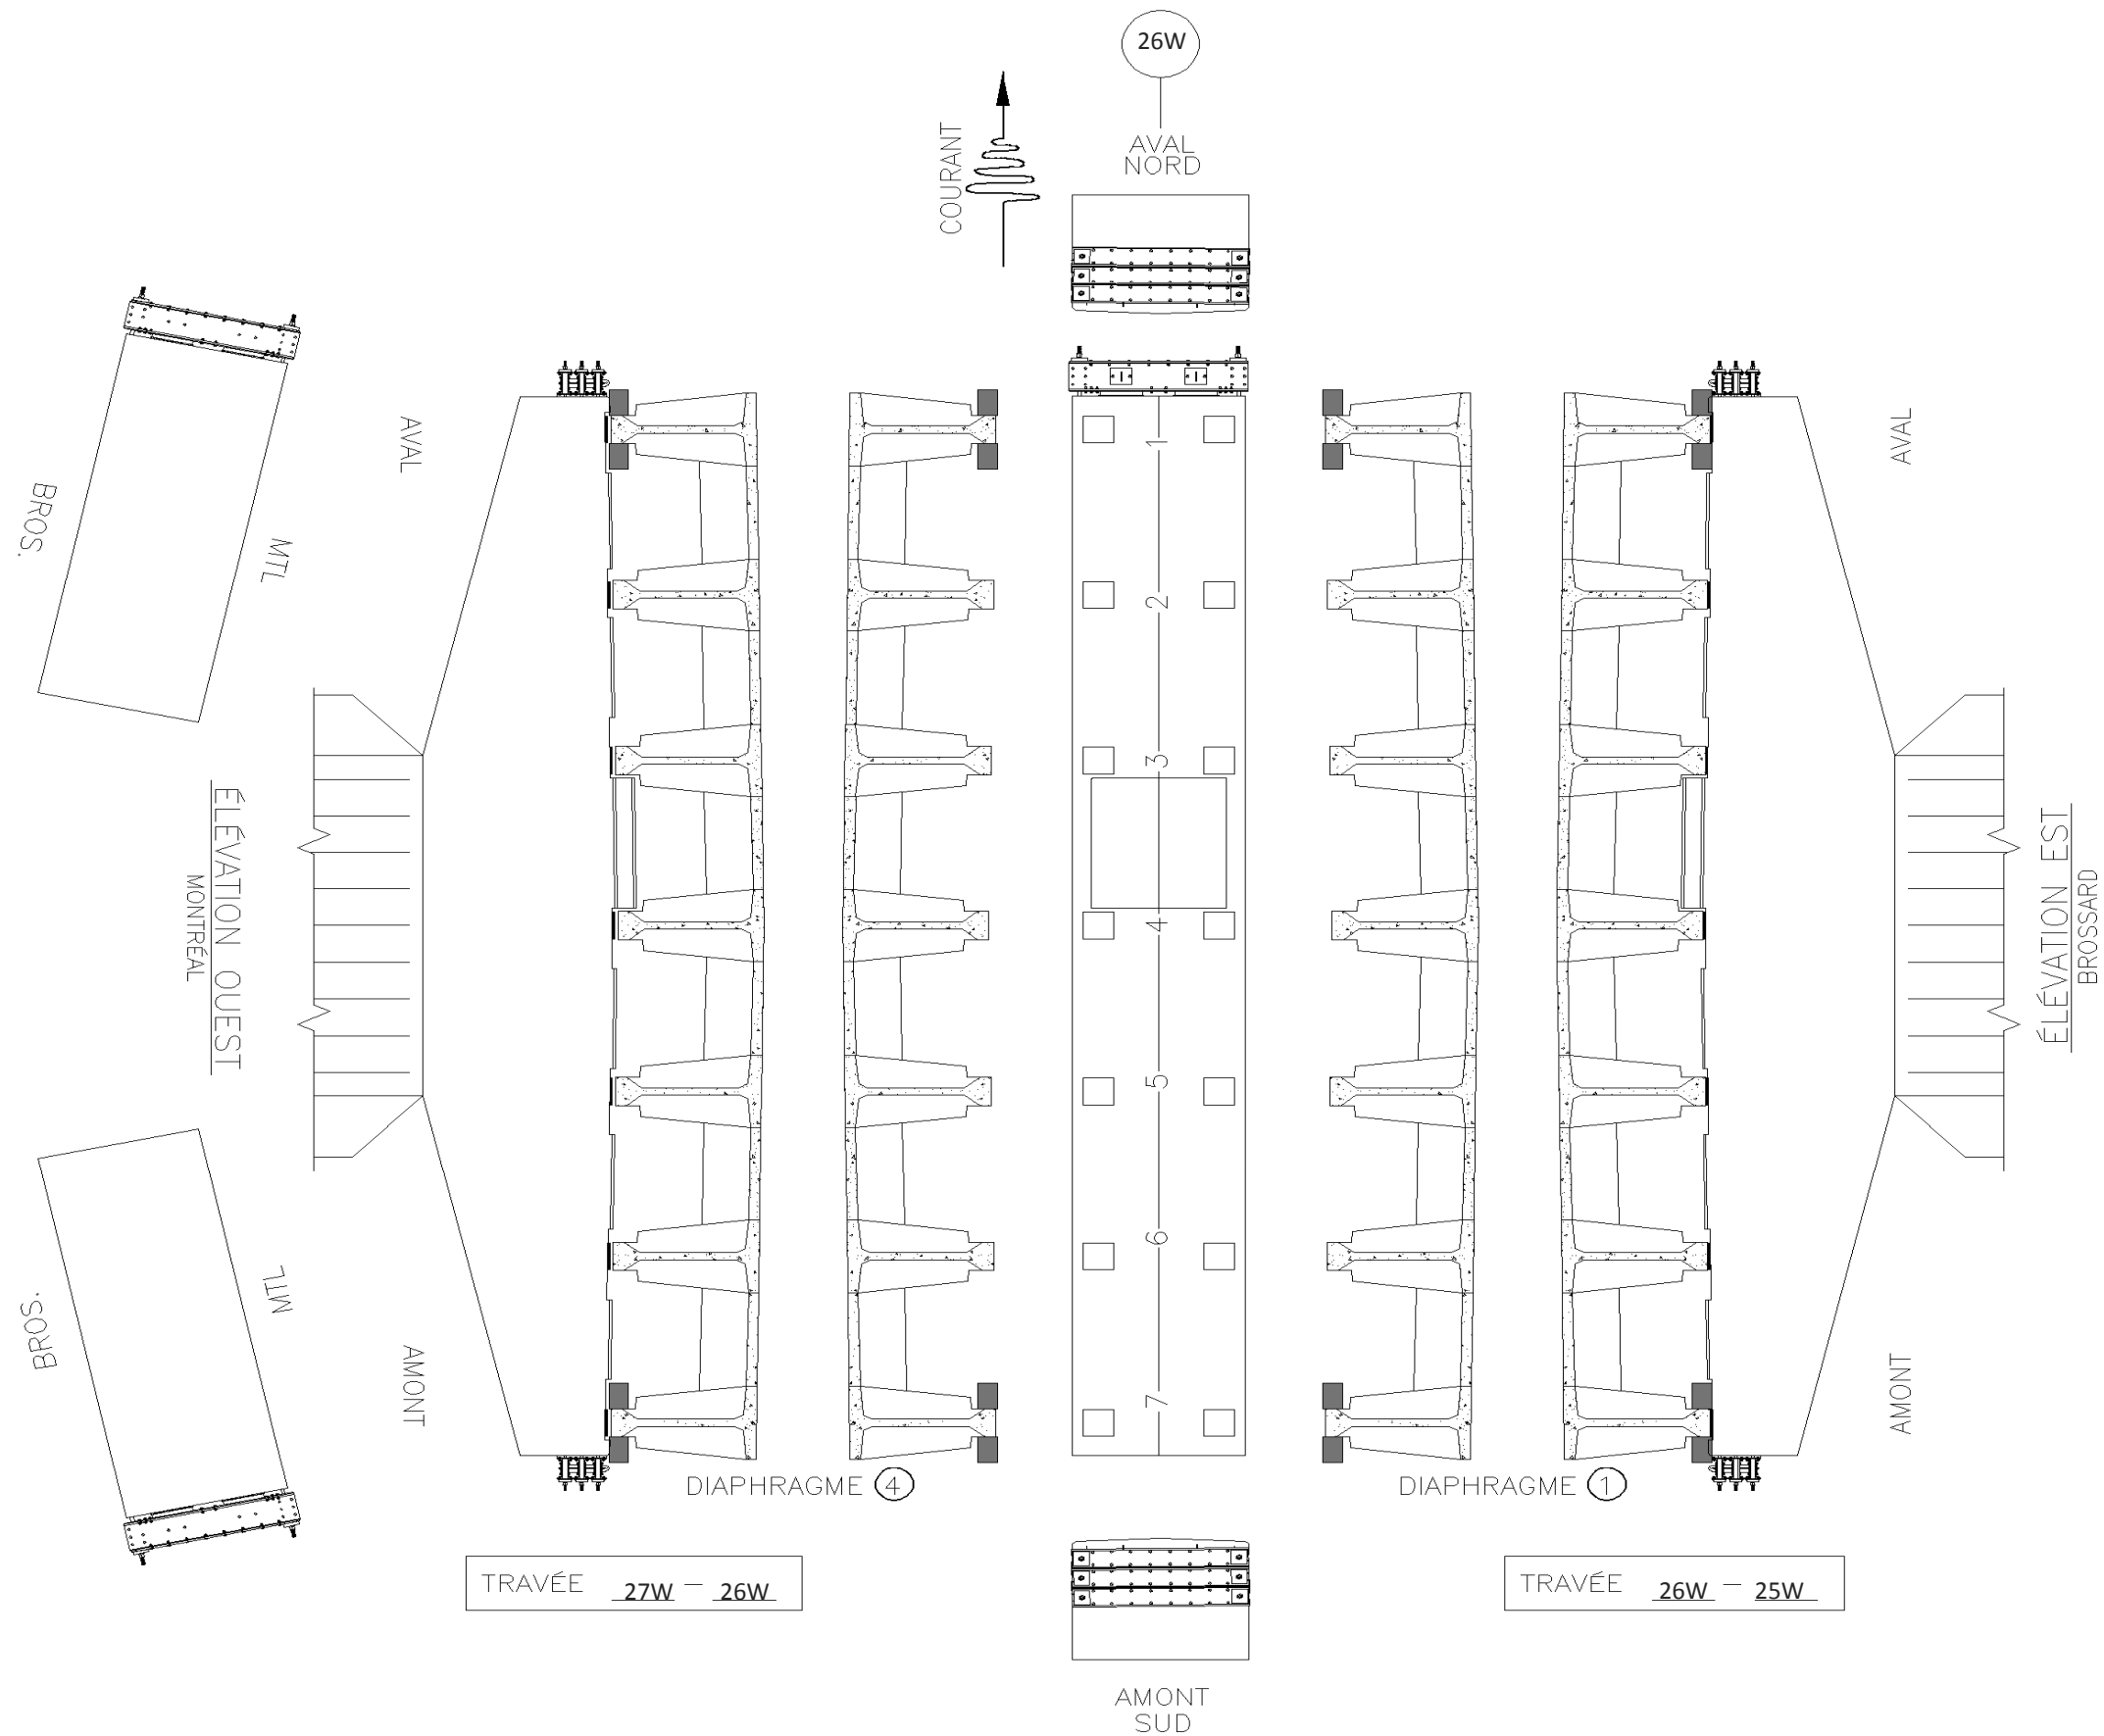 26W
AVAL
NORD
COURANT
AVAL
AVAL
BROS.
MTL
1
2
3
4
5
6
7
ÉLÉVATION OUEST
MONTRÉAL
ÉLÉVATION EST
BROSSARD
BROS.
MTL
AMONT
AMONT
DIAPHRAGME 4
DIAPHRAGME 1
TRAVÉE 27W – 26W
TRAVÉE 26W – 25W
AMONT
SUD